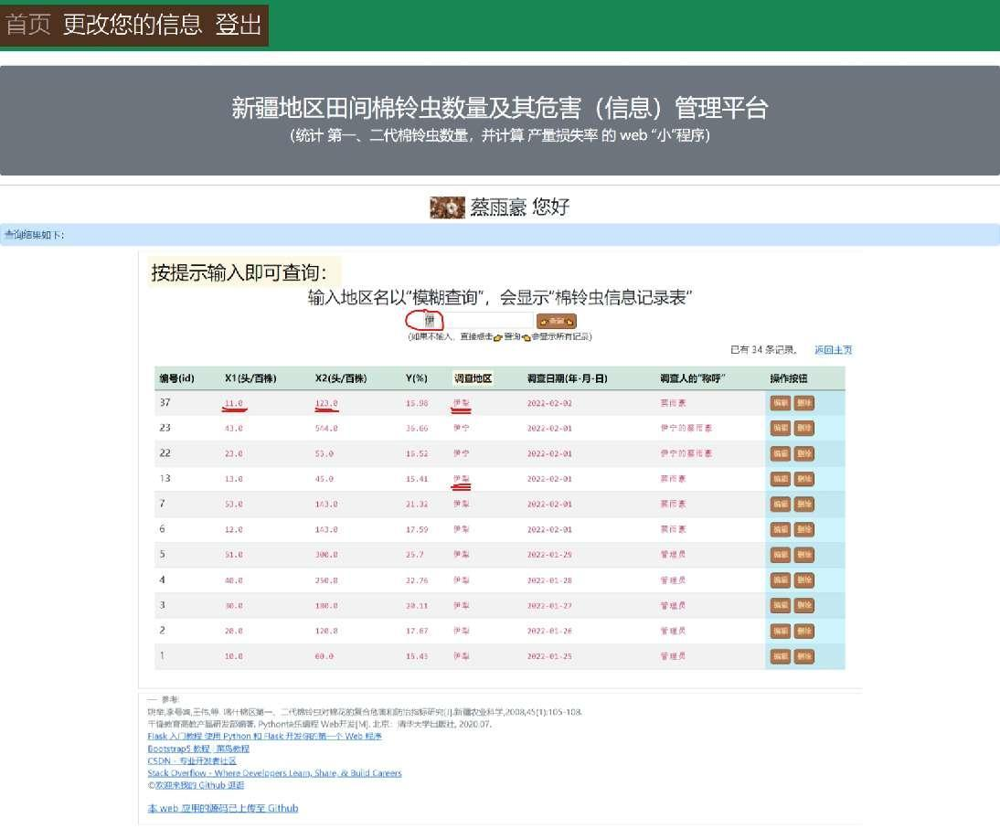 首页 更改您的信息 登出
新疆地区田间棉铃虫数量及其危害（信息）管理平台
(统计 第一、二代棉铃虫数量，并计算 产量损失率 的 web “小”程序)
蔡雨豪 您好
查询结果如下:
按提示输入即可查询：
输入地区名以“模糊查询”，会显示“棉铃虫信息记录表”
伊 查询
(如果不输入，直接点击👉查询👈会显示所有记录)
已有 34 条记录。 返回主页
编号(id) X1(头/百株) X2(头/百株) Y(%) 调查地区 调查日期(年-月-日) 调查人的“称呼” 操作按钮
37 11.0 123.0 16.98 伊犁 2022-02-02 蔡雨豪 编辑 删除
23 43.0 544.0 36.66 伊宁 2022-02-01 伊宁的蔡雨豪 编辑 删除
22 23.0 53.0 16.52 伊宁 2022-02-01 伊宁的蔡雨豪 编辑 删除
13 13.0 45.0 15.41 伊犁 2022-02-01 蔡雨豪 编辑 删除
7 53.0 143.0 21.32 伊犁 2022-02-01 蔡雨豪 编辑 删除
6 12.0 143.0 17.59 伊犁 2022-02-01 蔡雨豪 编辑 删除
5 51.0 300.0 25.7 伊犁 2022-01-29 管理员 编辑 删除
4 40.0 250.0 22.76 伊犁 2022-01-28 管理员 编辑 删除
3 30.0 180.0 20.11 伊犁 2022-01-27 管理员 编辑 删除
2 20.0 120.0 17.67 伊犁 2022-01-26 管理员 编辑 删除
1 10.0 60.0 15.43 伊犁 2022-01-25 管理员 编辑 删除
— 参考:
姚举,李号宾,王伟,等. 喀什棉区第一、二代棉铃虫对棉花的复合危害和防治指标研究[J].新疆农业科学,2008,45(1):105-108.
千锋教育高教产品研发部编著. Python快乐编程 Web开发[M]. 北京：清华大学出版社, 2020.07.
Flask 入门教程 使用 Python 和 Flask 开发你的第一个 Web 程序
Bootstrap5 教程 | 菜鸟教程
CSDN - 专业开发者社区
Stack Overflow - Where Developers Learn, Share, & Build Careers
©欢迎来我的 Github 逛逛
本 web 应用的源码已上传至 Github